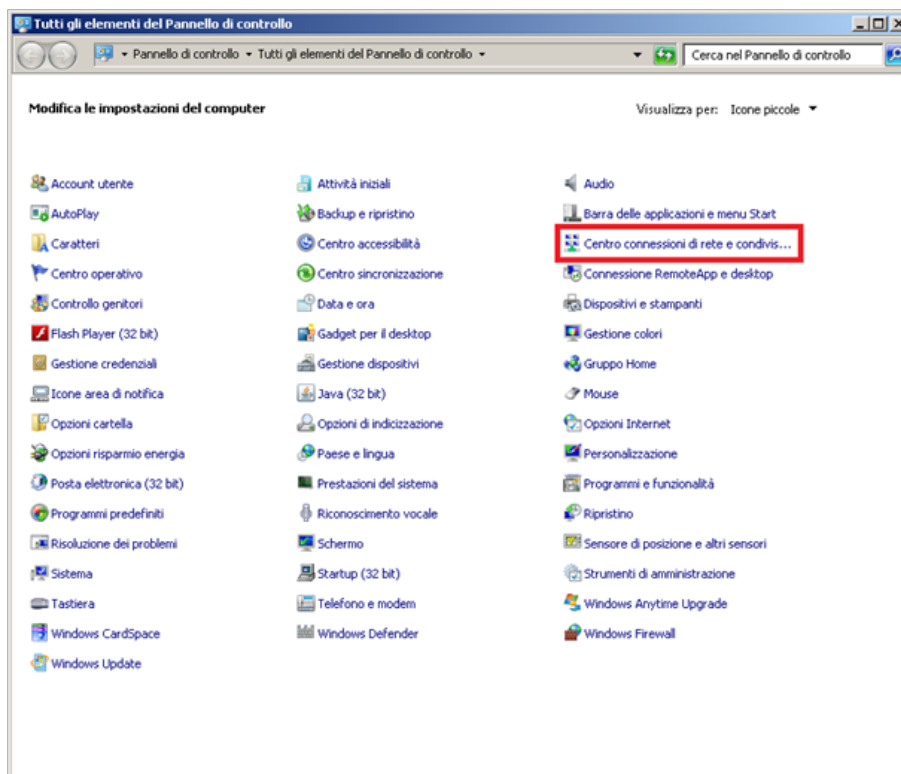 Tutti gli elementi del Pannello di controllo
Pannello di controllo Tutti gli elementi del Pannello di controllo Cerca nel Pannello di controllo
Modifica le impostazioni del computer Visualizza per: Icone piccole
Account utente Attività iniziali Audio
AutoPlay Backup e ripristino Barra delle applicazioni e menu Start
Caratteri Centro accessibilità Centro connessioni di rete e condivis...
Centro operativo Centro sincronizzazione Connessione RemoteApp e desktop
Controllo genitori Data e ora Dispositivi e stampanti
Flash Player (32 bit) Gadget per il desktop Gestione colori
Gestione credenziali Gestione dispositivi Gruppo Home
Icone area di notifica Java (32 bit) Mouse
Opzioni cartella Opzioni di indicizzazione Opzioni Internet
Opzioni risparmio energia Paese e lingua Personalizzazione
Posta elettronica (32 bit) Prestazioni del sistema Programmi e funzionalità
Programmi predefiniti Riconoscimento vocale Ripristino
Risoluzione dei problemi Schermo Sensore di posizione e altri sensori
Sistema Startup (32 bit) Strumenti di amministrazione
Tastiera Telefono e modem Windows Anytime Upgrade
Windows CardSpace Windows Defender Windows Firewall
Windows Update